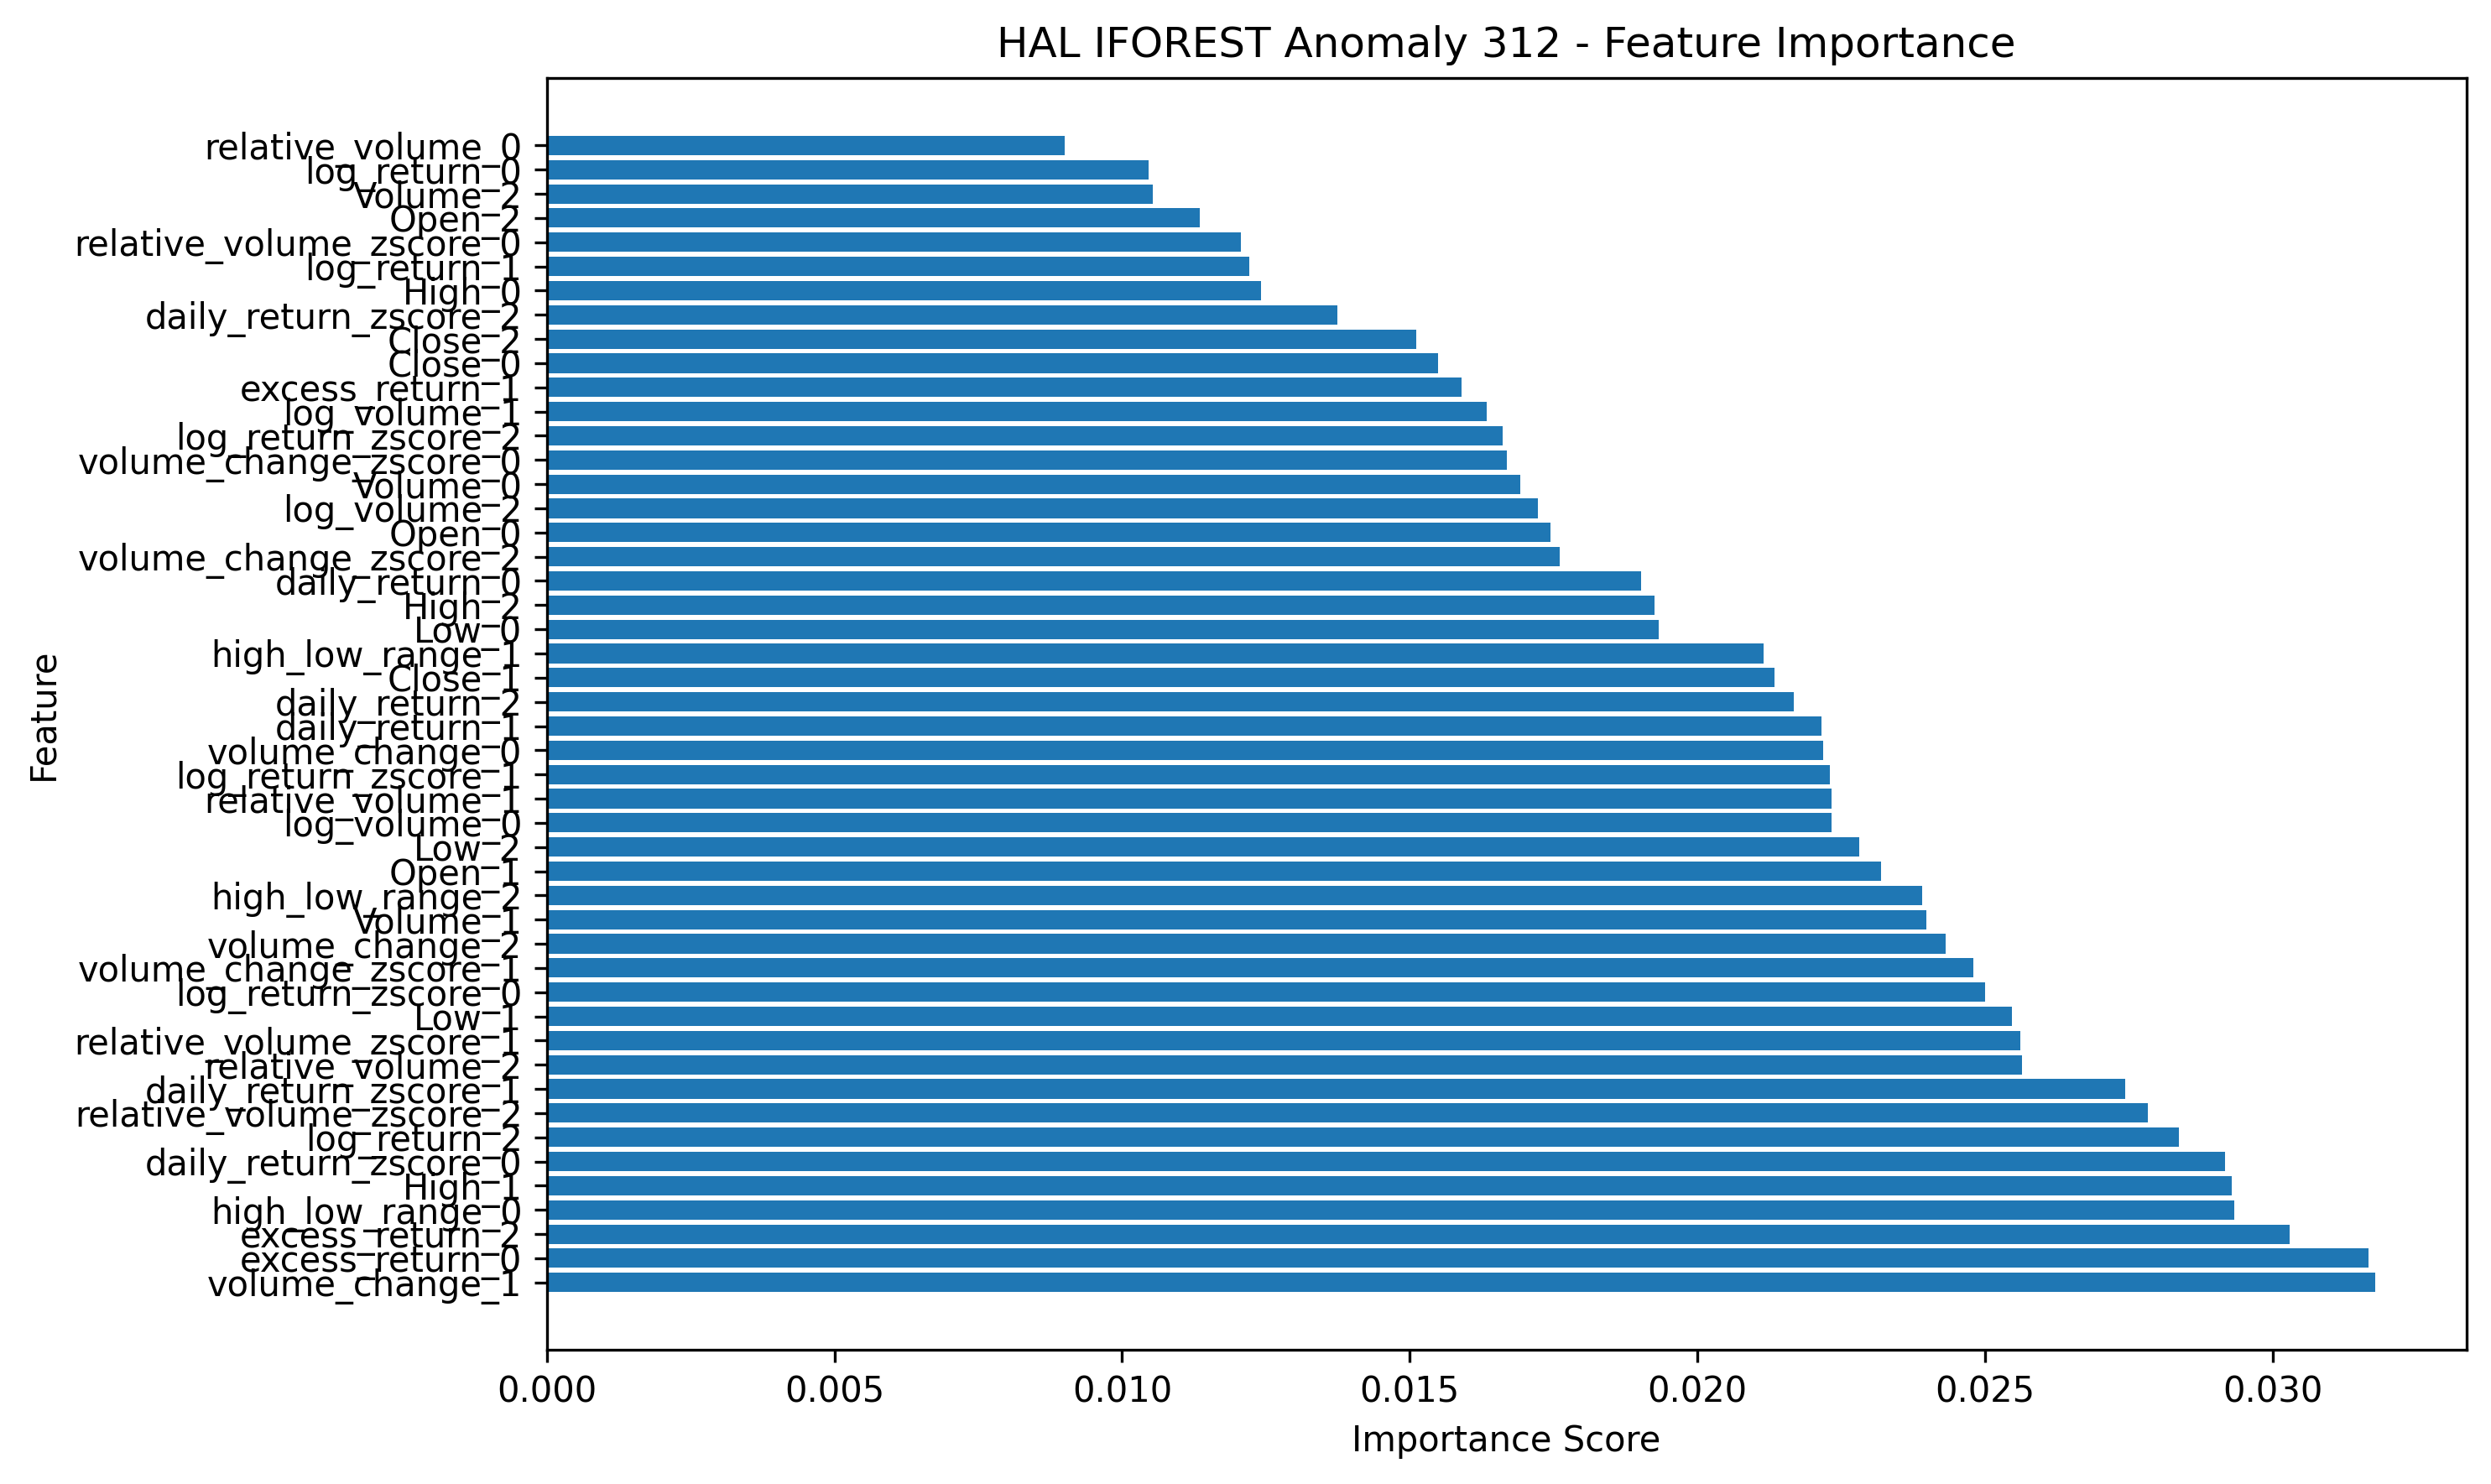 HAL IFOREST Anomaly 312 - Feature Importance
relative_volume_0
log_return_0
Volume_2
Open_2
relative_volume_zscore_0
log_return_1
High_0
daily_return_zscore_2
Close_2
Close_0
excess_return_1
log_volume_1
log_return_zscore_2
volume_change_zscore_0
Volume_0
log_volume_2
Open_0
volume_change_zscore_2
daily_return_0
High_2
Low_0
high_low_range_1
Close_1
daily_return_2
daily_return_1
volume_change_0
log_return_zscore_1
relative_volume_1
log_volume_0
Low_2
Open_1
high_low_range_2
Volume_1
volume_change_2
volume_change_zscore_1
log_return_zscore_0
Low_1
relative_volume_zscore_1
relative_volume_2
daily_return_zscore_1
relative_volume_zscore_2
log_return_2
daily_return_zscore_0
High_1
high_low_range_0
excess_return_2
excess_return_0
volume_change_1
Feature
0.000 0.005 0.010 0.015 0.020 0.025 0.030
Importance Score